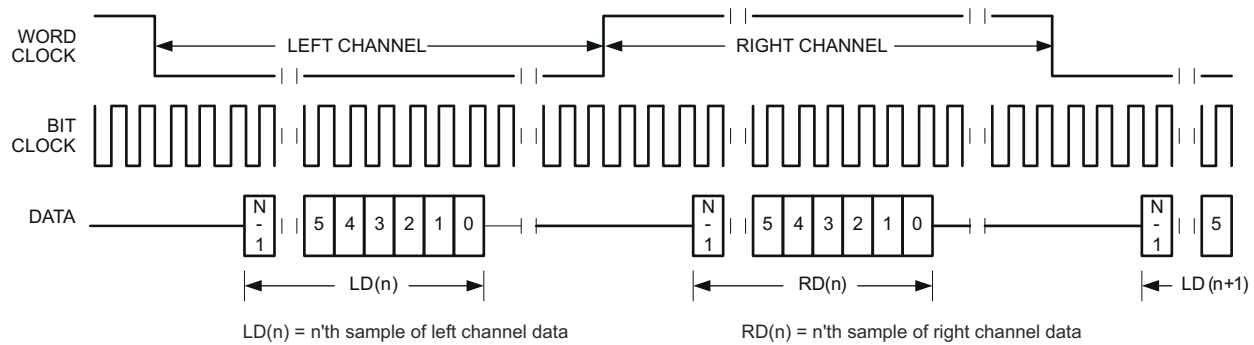 WORD
CLOCK
LEFT CHANNEL
RIGHT CHANNEL
BIT
CLOCK
DATA
N
-
1
5 4 3 2 1 0
N
-
1
5 4 3 2 1 0
N
-
1
5
LD(n)
RD(n)
LD (n+1)
LD(n) = n'th sample of left channel data
RD(n) = n'th sample of right channel data